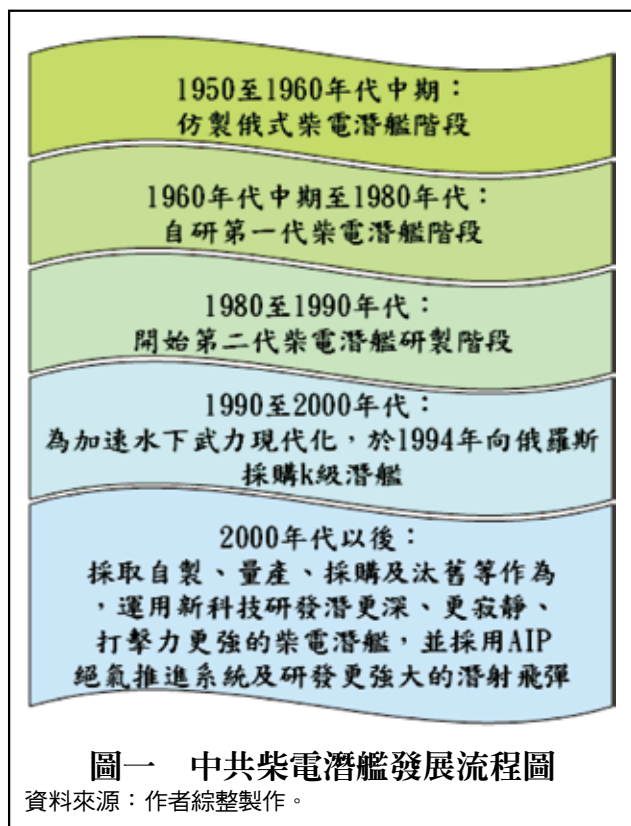 1950至1960年代中期：
仿製俄式柴電潛艦階段
1960年代中期至1980年代：
自研第一代柴電潛艦階段
1980至1990年代：
開始第二代柴電潛艦研製階段
1990至2000年代：
為加速水下武力現代化，於1994年向俄羅斯
採購k級潛艦
2000年代以後：
採取自製、量產、採購及汰舊等作為
，運用新科技研發潛更深、更寂靜、
打擊力更強的柴電潛艦，並採用AIP
絕氣推進系統及研發更強大的潛射飛彈
圖一　中共柴電潛艦發展流程圖
資料來源：作者綜整製作。